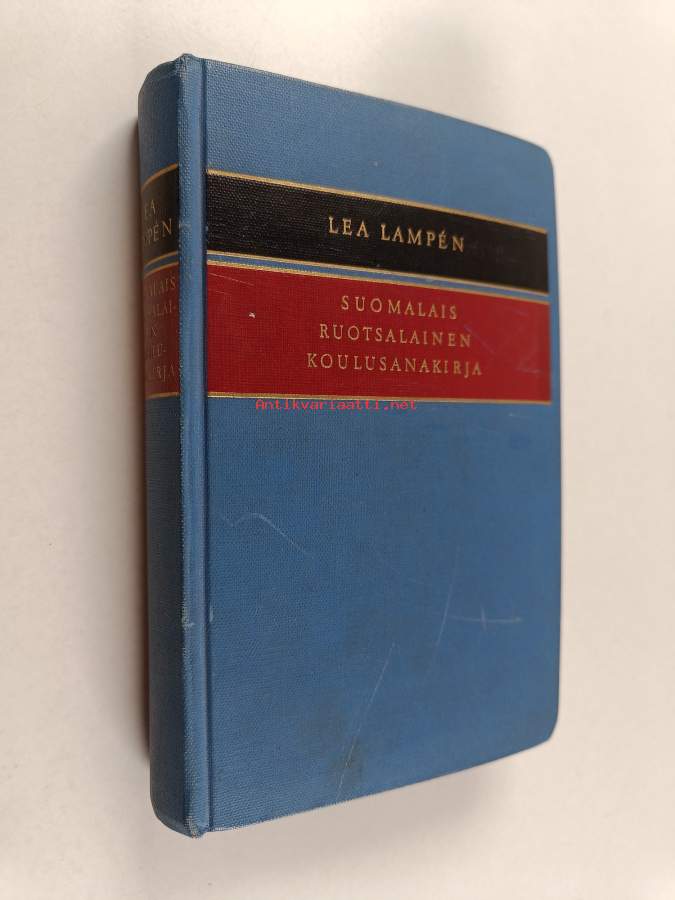 LEA LAMPÉN
SUOMALAIS
RUOTSALAINEN
KOULUSANAKIRJA
Antikvariaatti.net